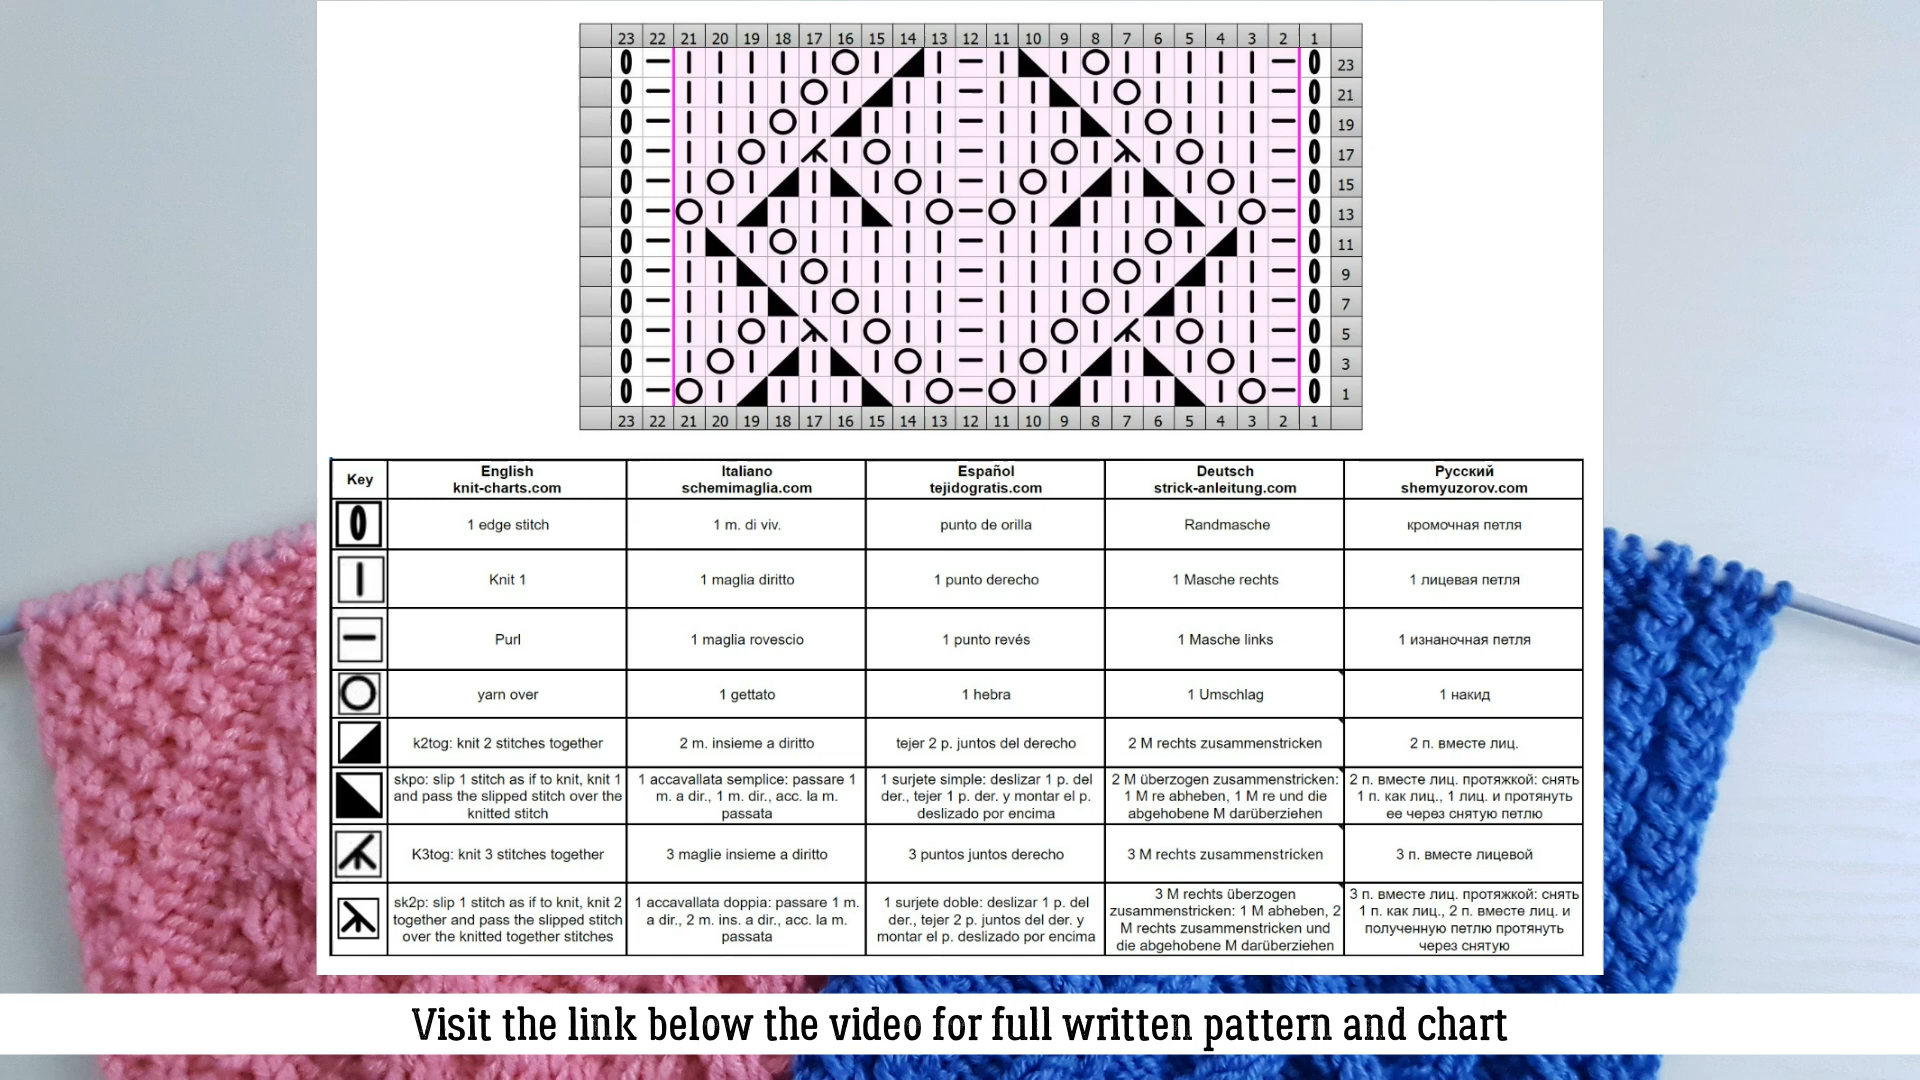 23 22 21 20 19 18 17 16 15 14 13 12 11 10 9 8 7 6 5 4 3 2 1
23
21
19
17
15
13
11
9
7
5
3
1
23 22 21 20 19 18 17 16 15 14 13 12 11 10 9 8 7 6 5 4 3 2 1
Key
English
knit-charts.com
Italiano
schemimaglia.com
Español
tejidogratis.com
Deutsch
strick-anleitung.com
Русский
shemyuzorov.com
1 edge stitch
1 m. di viv.
punto de orilla
Randmasche
кромочная петля
Knit 1
1 maglia diritto
1 punto derecho
1 Masche rechts
1 лицевая петля
Purl
1 maglia rovescio
1 punto revés
1 Masche links
1 изнаночная петля
yarn over
1 gettato
1 hebra
1 Umschlag
1 накид
k2tog: knit 2 stitches together
2 m. insieme a diritto
tejer 2 p. juntos del derecho
2 M rechts zusammenstricken
2 п. вместе лиц.
skpo: slip 1 stitch as if to knit, knit 1
and pass the slipped stitch over the
knitted stitch
1 accavallata semplice: passare 1
m. a dir., 1 m. dir., acc. la m.
passata
1 surjete simple: deslizar 1 p. del
der., tejer 1 p. der. y montar el p.
deslizado por encima
2 M überzogen zusammenstricken:
1 M re abheben, 1 M re und die
abgehobene M darüberziehen
2 п. вместе лиц. протяжкой: снять
1 п. как лиц., 1 лиц. и протянуть
ее через снятую петлю
K3tog: knit 3 stitches together
3 maglie insieme a diritto
3 puntos juntos derecho
3 M rechts zusammenstricken
3 п. вместе лицевой
sk2p: slip 1 stitch as if to knit, knit 2
together and pass the slipped stitch
over the knitted together stitches
1 accavallata doppia: passare 1 m.
a dir., 2 m. ins. a dir., acc. la m.
passata
1 surjete doble: deslizar 1 p. del
der., tejer 2 p. juntos del der. y
montar el p. deslizado por encima
3 M rechts überzogen
zusammenstricken: 1 M abheben, 2
M rechts zusammenstricken und
die abgehobene M darüberziehen
3 п. вместе лиц. протяжкой: снять
1 п. как лиц., 2 п. вместе лиц. и
полученную петлю протянуть
через снятую
Visit the link below the video for full written pattern and chart